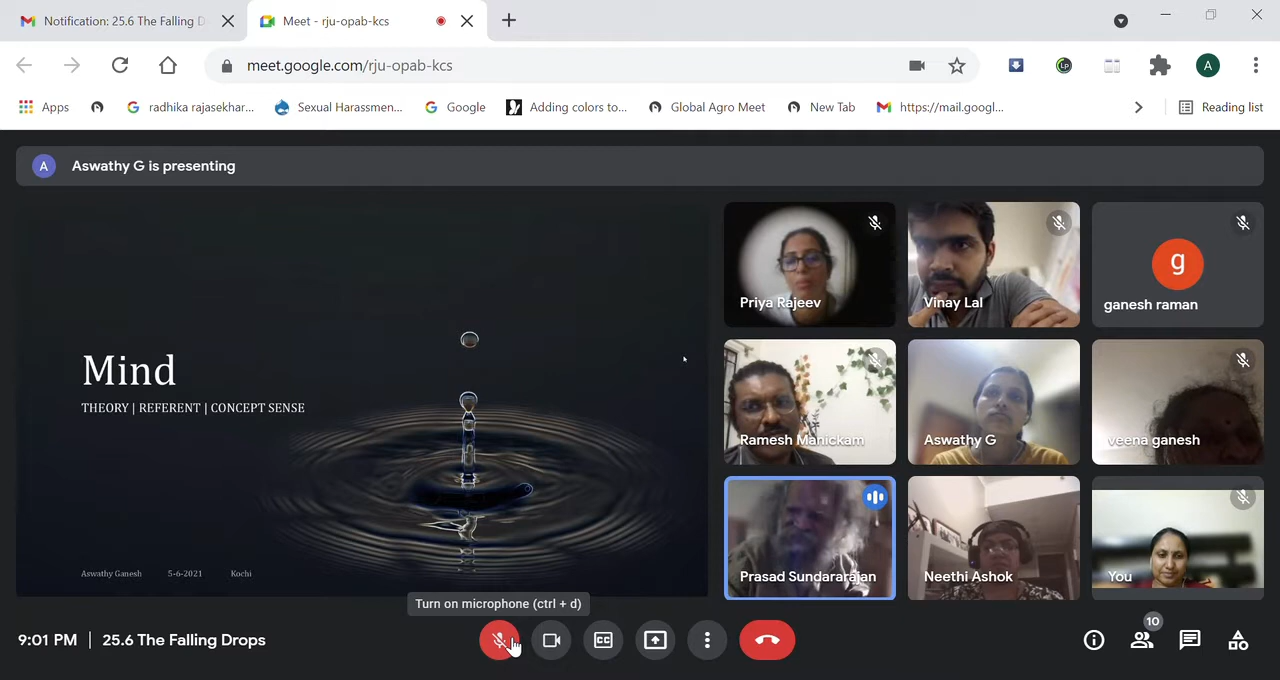 Notification: 25.6 The Falling D
Meet - rju-opab-kcs
meet.google.com/rju-opab-kcs
LP
A
Apps
radhika rajasekhar...
Sexual Harassmen...
Google
Adding colors to...
Global Agro Meet
New Tab
https://mail.googl...
Reading list
A
Aswathy G is presenting
Mind
THEORY | REFERENT | CONCEPT SENSE
Aswathy Ganesh 5-6-2021 Kochi
Priya Rajeev
Vinay Lal
g
ganesh raman
Ramesh Manickam
Aswathy G
veena ganesh
Prasad Sundararajan
Neethi Ashok
You
Turn on microphone (ctrl + d)
9:01 PM | 25.6 The Falling Drops
CC
10